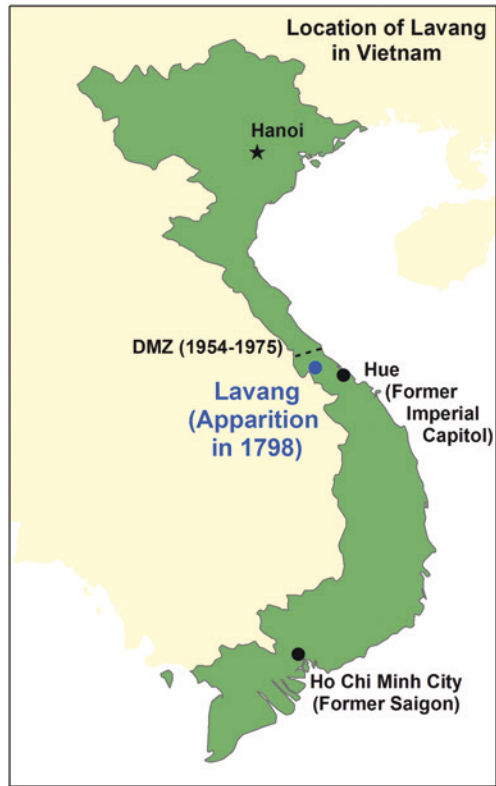 Location of Lavang
in Vietnam
Hanoi
DMZ (1954-1975)
Lavang
(Apparition
in 1798)
Hue
(Former
Imperial
Capitol)
Ho Chi Minh City
(Former Saigon)